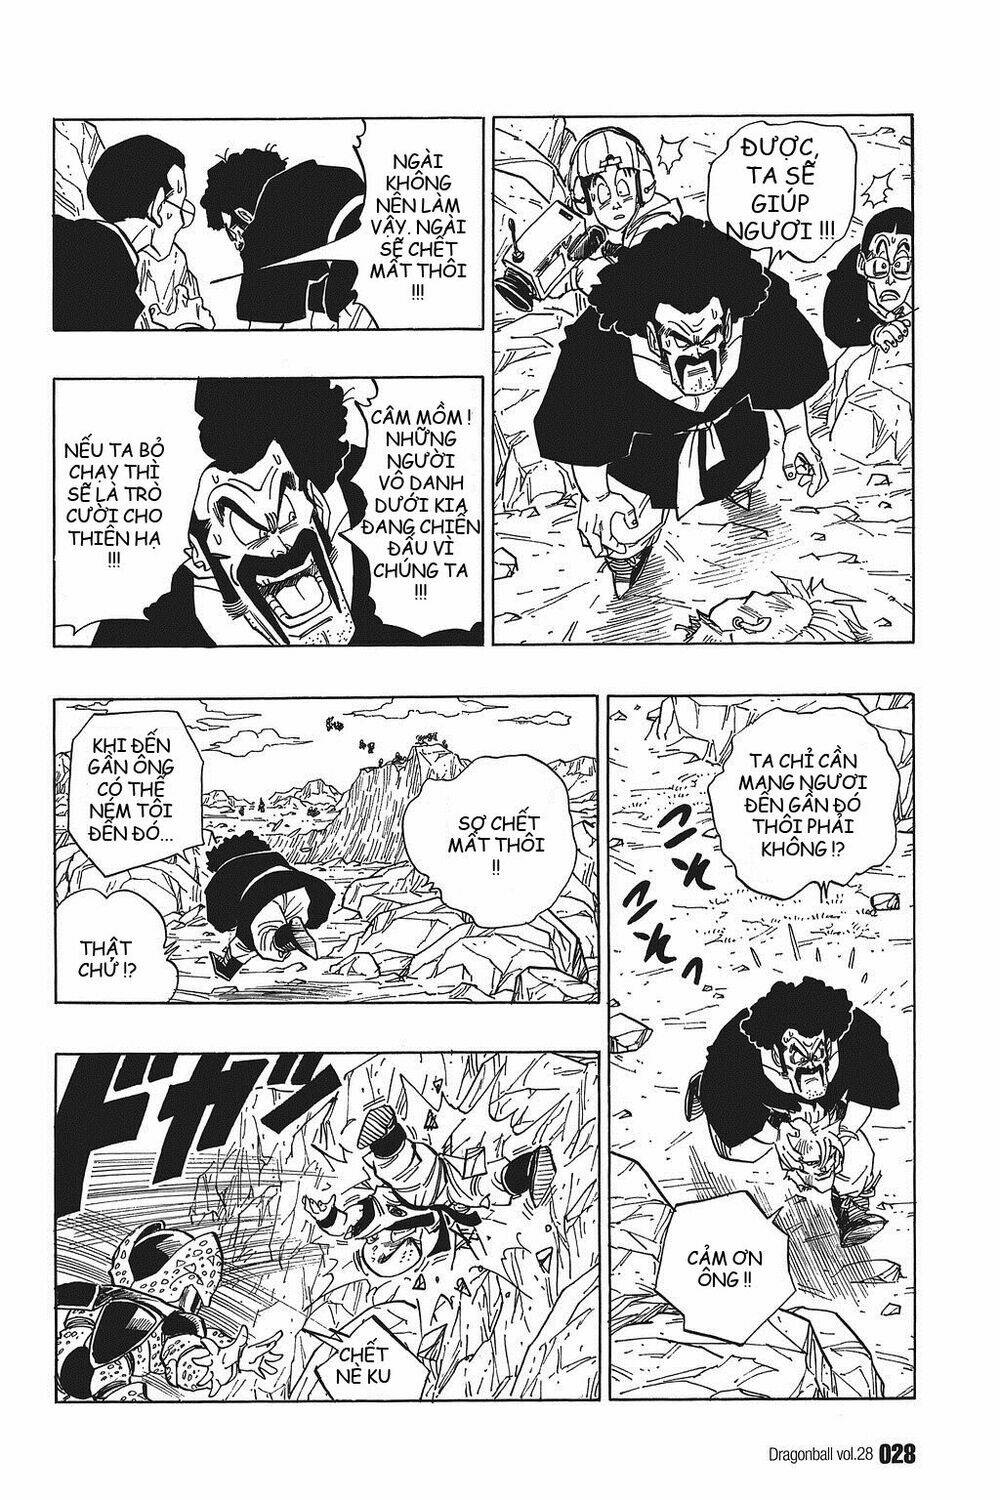 ĐƯỢC,
TA SẼ
GIÚP
NGƯƠI !!!
NGÀI
KHÔNG
NÊN LÀM
VẬY. NGÀI
SẼ CHẾT
MẤT THÔI
!!!
CÂM MỒM !
NHỮNG
NGƯỜI
VÔ DANH
DƯỚI KIA
ĐANG CHIẾN
ĐẤU VÌ
CHÚNG TA
!!!
NẾU TA BỎ
CHẠY THÌ
SẼ LÀ TRÒ
CƯỜI CHO
THIÊN HẠ
!!!
TA CHỈ CẦN
MANG NGƯƠI
ĐẾN GẦN ĐÓ
THÔI PHẢI
KHÔNG !?
CẢM ƠN
ÔNG !!
SỢ CHẾT
MẤT THÔI
!!
KHI ĐẾN
GẦN ÔNG
CÓ THỂ
NÉM TÔI
ĐẾN ĐÓ...
THẬT
CHỨ !?
ドガッ
CHẾT
NÈ KU
Dragonball vol.28 028